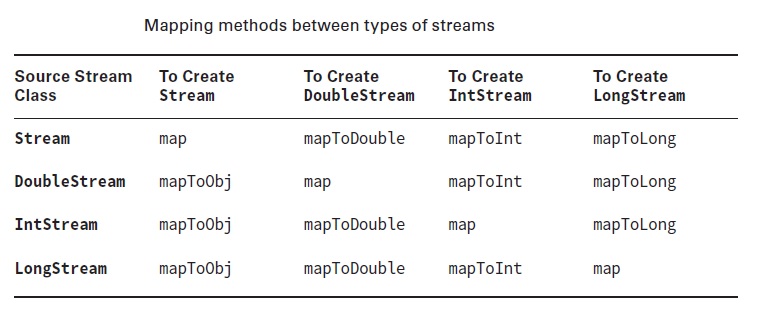 Mapping methods between types of streams
Source Stream Class To Create Stream To Create DoubleStream To Create IntStream To Create LongStream
Stream map mapToDouble mapToInt mapToLong
DoubleStream mapToObj map mapToInt mapToLong
IntStream mapToObj mapToDouble map mapToLong
LongStream mapToObj mapToDouble mapToInt map